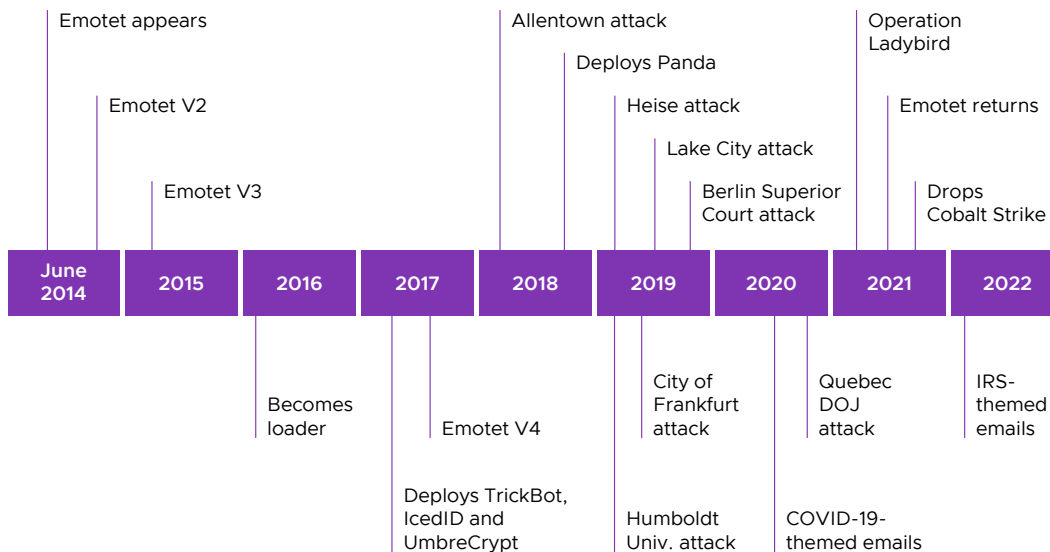 Emotet appears
Allentown attack
Operation
Ladybird
Deploys Panda
Emotet V2
Heise attack
Emotet returns
Lake City attack
Emotet V3
Berlin Superior
Court attack
Drops
Cobalt Strike
June
2014
2015
2016
2017
2018
2019
2020
2021
2022
Becomes
loader
Emotet V4
City of
Frankfurt
attack
Quebec
DOJ
attack
IRS-
themed
emails
Deploys TrickBot,
IcedID and
UmbreCrypt
Humboldt
Univ. attack
COVID-19-
themed emails